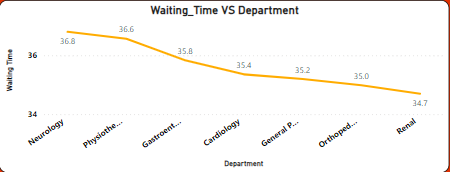 Waiting_Time VS Department
Waiting Time
36
34
36.8
36.6
35.8
35.4
35.2
35.0
34.7
Neurology
Physiothe...
Gastroent...
Cardiology
General P...
Orthoped...
Renal
Department